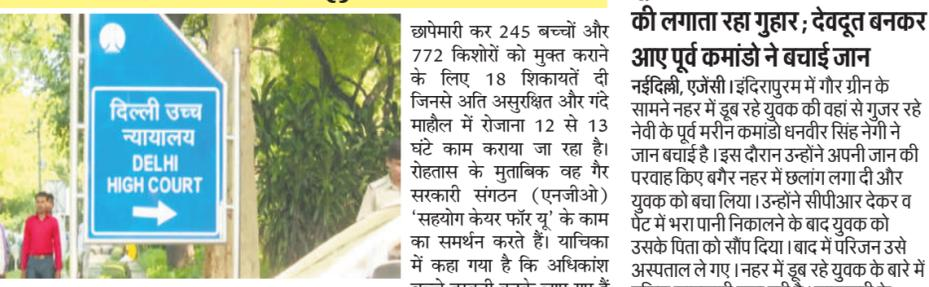 दिल्ली उच्च
न्यायालय
DELHI
HIGH COURT
छापेमारी कर 245 बच्चों और
772 किशोरों को मुक्त कराने
के लिए 18 शिकायतें दी
जिनसे अति असुरक्षित और गंदे
माहौल में रोजाना 12 से 13
घंटे काम कराया जा रहा है।
रोहतास के मुताबिक वह गैर
सरकारी संगठन (एनजीओ)
‘सहयोग केयर फॉर यू’ के काम
का समर्थन करते हैं। याचिका
में कहा गया है कि अधिकांश
की लगाता रहा गुहार ; देवदूत बनकर
आए पूर्व कमांडो ने बचाई जान
नईदिल्ली, एजेंसी । इंदिरापुरम में गौर ग्रीन के
सामने नहर में डूब रहे युवक की वहां से गुजर रहे
नेवी के पूर्व मरीन कमांडो धनवीर सिंह नेगी ने
जान बचाई है । इस दौरान उन्होंने अपनी जान की
परवाह किए बगैर नहर में छलांग लगा दी और
युवक को बचा लिया । उन्होंने सीपीआर देकर व
पेट में भरा पानी निकालने के बाद युवक को
उसके पिता को सौंप दिया । बाद में परिजन उसे
अस्पताल ले गए । नहर में डूब रहे युवक के बारे में